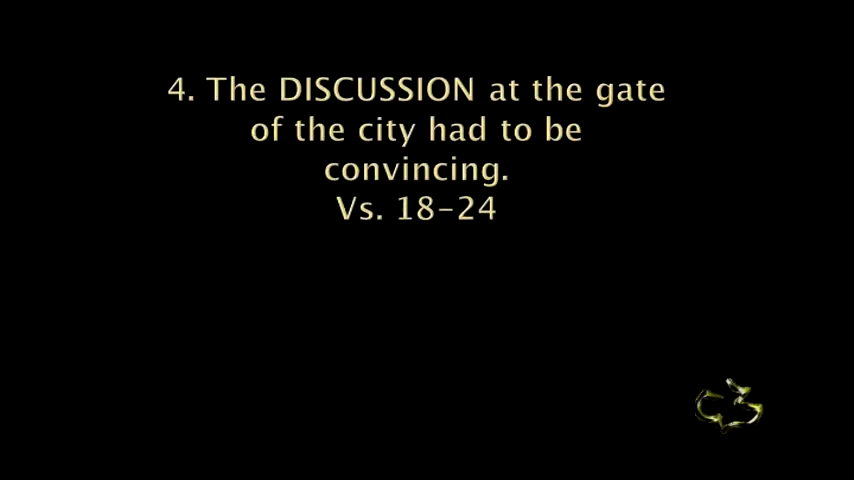 4. The DISCUSSION at the gate
of the city had to be
convincing.
Vs. 18-24